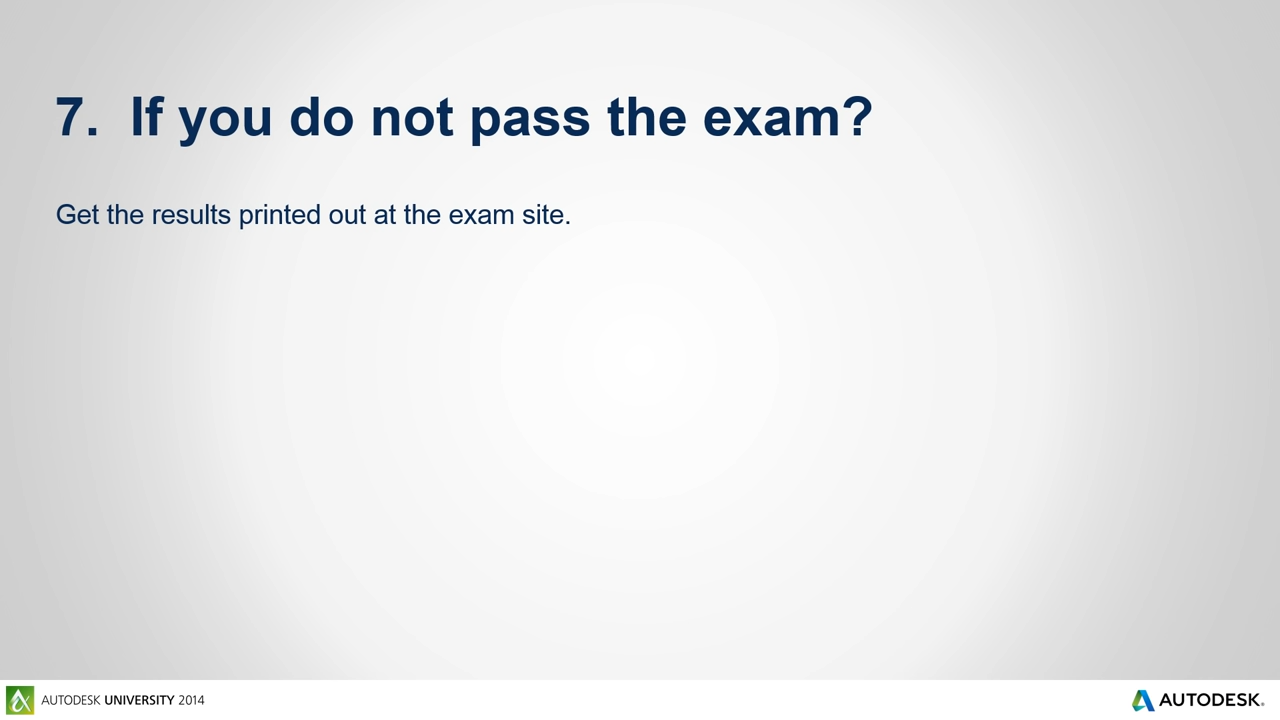 7. If you do not pass the exam?
Get the results printed out at the exam site.
AUTODESK UNIVERSITY 2014
AUTODESK.